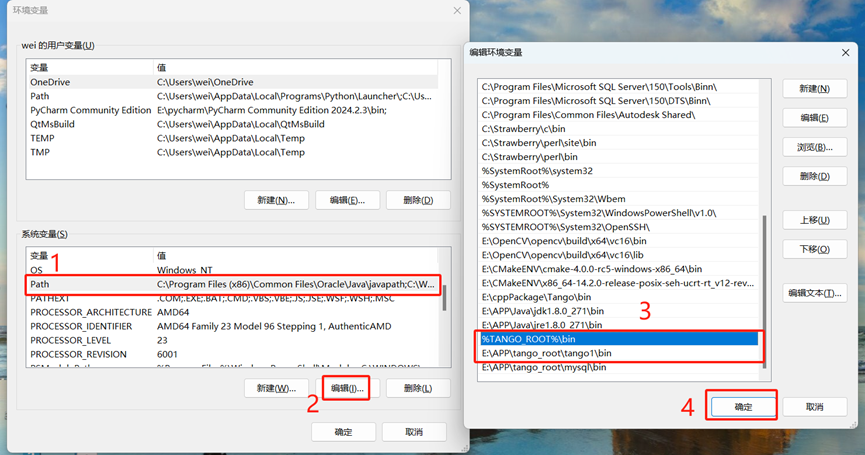 环境变量
wei 的用户变量(U)
变量 值
OneDrive C:\Users\wei\OneDrive
Path C:\Users\wei\AppData\Local\Programs\Python\Launcher\;C:\Us...
PyCharm Community Edition E:\pycharm\PyCharm Community Edition 2024.2.3\bin;
QtMsBuild C:\Users\wei\AppData\Local\QtMsBuild
TEMP C:\Users\wei\AppData\Local\Temp
TMP C:\Users\wei\AppData\Local\Temp
新建(N)... 编辑(E)... 删除(D)
系统变量(S)
变量 值
1
OS Windows_NT
Path C:\Program Files (x86)\Common Files\Oracle\Java\javapath;C:\W...
PATHEXT .COM;.EXE;.BAT;.CMD;.VBS;.VBE;.JS;.JSE;.WSF;.WSH;.MSC
PROCESSOR_ARCHITECTURE AMD64
PROCESSOR_IDENTIFIER AMD64 Family 23 Model 96 Stepping 1, AuthenticAMD
PROCESSOR_LEVEL 23
PROCESSOR_REVISION 6001
新建(W)... 编辑(I)... 删除(L)
2
确定 取消
编辑环境变量
C:\Program Files\Microsoft SQL Server\150\Tools\Binn\
C:\Program Files\Microsoft SQL Server\150\DTS\Binn\
C:\Program Files\Common Files\Autodesk Shared\
C:\Strawberry\c\bin
C:\Strawberry\perl\site\bin
C:\Strawberry\perl\bin
%SystemRoot%\system32
%SystemRoot%
%SystemRoot%\System32\Wbem
%SYSTEMROOT%\System32\WindowsPowerShell\v1.0\
%SYSTEMROOT%\System32\OpenSSH\
E:\OpenCV\opencv\build\x64\vc16\bin
E:\OpenCV\opencv\build\x64\vc16\lib
E:\CMakeENV\cmake-4.0.0-rc5-windows-x86_64\bin
E:\CMakeENV\x86_64-14.2.0-release-posix-seh-ucrt-rt_v12-rev...
E:\cppPackage\Tango\bin
E:\APP\Java\jdk1.8.0_271\bin
E:\APP\Java\jre1.8.0_271\bin
3
%TANGO_ROOT%\bin
E:\APP\tango_root\tango1\bin
E:\APP\tango_root\mysql\bin
新建(N)
编辑(E)
浏览(B)...
删除(D)
上移(U)
下移(O)
编辑文本(T)...
4
确定 取消